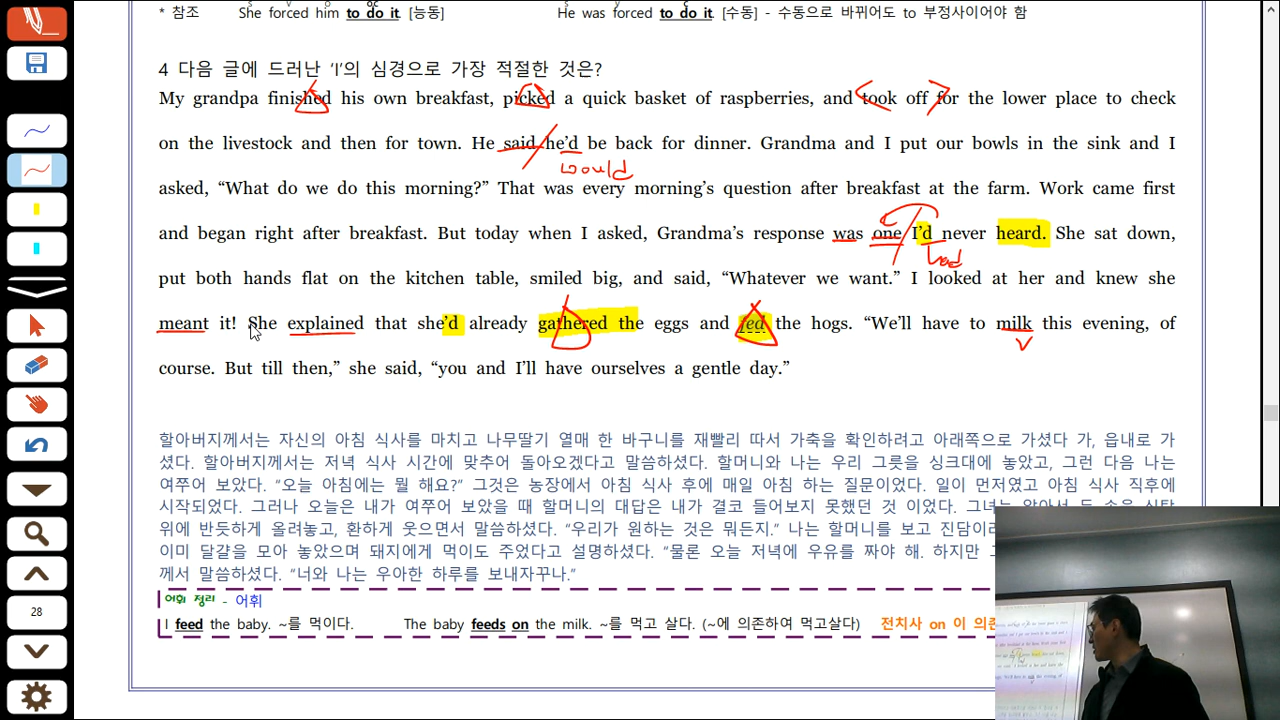 * 참조 She forced him to do it. [능동] He was forced to do it. [수동] - 수동으로 바뀌어도 to 부정사이어야 함
4 다음 글에 드러난 'I'의 심경으로 가장 적절한 것은?
My grandpa finished his own breakfast, picked a quick basket of raspberries, and took off for the lower place to check
on the livestock and then for town. He said he'd be back for dinner. Grandma and I put our bowls in the sink and I
would
asked, “What do we do this morning?” That was every morning's question after breakfast at the farm. Work came first
and began right after breakfast. But today when I asked, Grandma's response was one I'd never heard. She sat down,
had
put both hands flat on the kitchen table, smiled big, and said, “Whatever we want.” I looked at her and knew she
meant it! She explained that she'd already gathered the eggs and fed the hogs. “We'll have to milk this evening, of
v
course. But till then,” she said, “you and I'll have ourselves a gentle day.”
할아버지께서는 자신의 아침 식사를 마치고 나무딸기 열매 한 바구니를 재빨리 따서 가축을 확인하려고 아래쪽으로 가셨다 가, 읍내로 가
셨다. 할아버지께서는 저녁 식사 시간에 맞추어 돌아오겠다고 말씀하셨다. 할머니와 나는 우리 그릇을 싱크대에 놓았고, 그런 다음 나는
여쭈어 보았다. “오늘 아침에는 뭘 해요?” 그것은 농장에서 아침 식사 후에 매일 아침 하는 질문이었다. 일이 먼저였고 아침 식사 직후에
시작되었다. 그러나 오늘은 내가 여쭈어 보았을 때 할머니의 대답은 내가 결코 들어보지 못했던 것 이었다. 그녀는 앉아서 두 손을 식탁
위에 반듯하게 올려놓고, 환하게 웃으면서 말씀하셨다. “우리가 원하는 것은 뭐든지.” 나는 할머니를 보고
이미 달걀을 모아 놓았으며 돼지에게 먹이도 주었다고 설명하셨다. “물론 오늘 저녁에 우유를 짜야 해. 하지만
께서 말씀하셨다. “너와 나는 우아한 하루를 보내자꾸나.”
어휘 정리 - 어휘
I feed the baby. ~를 먹이다. The baby feeds on the milk. ~를 먹고 살다. (~에 의존하여 먹고살다) 전치사 on 이
28